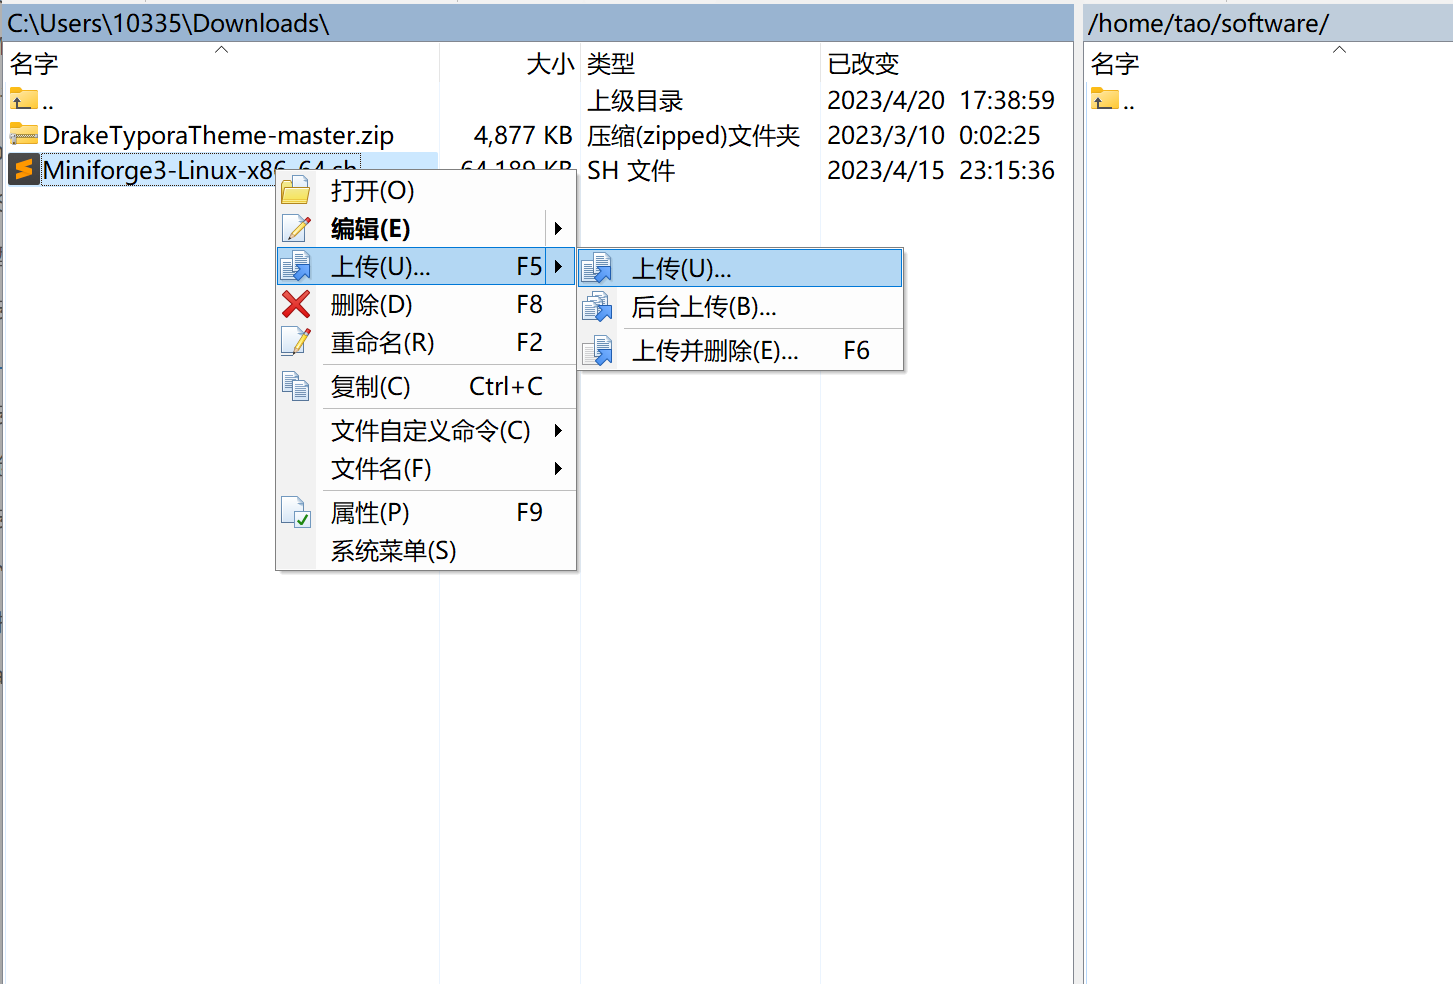 C:\Users\10335\Downloads\
名字 大小 类型 已改变
.. 上级目录 2023/4/20 17:38:59
DrakeTyporaTheme-master.zip 4,877 KB 压缩(zipped)文件夹 2023/3/10 0:02:25
Miniforge3-Linux-x86_64.sh 64,189 KB SH 文件 2023/4/15 23:15:36
打开(O)
编辑(E)
上传(U)... F5
删除(D) F8
重命名(R) F2
复制(C) Ctrl+C
文件自定义命令(C)
文件名(F)
属性(P) F9
系统菜单(S)
上传(U)...
后台上传(B)...
上传并删除(E)... F6
/home/tao/software/
名字
..